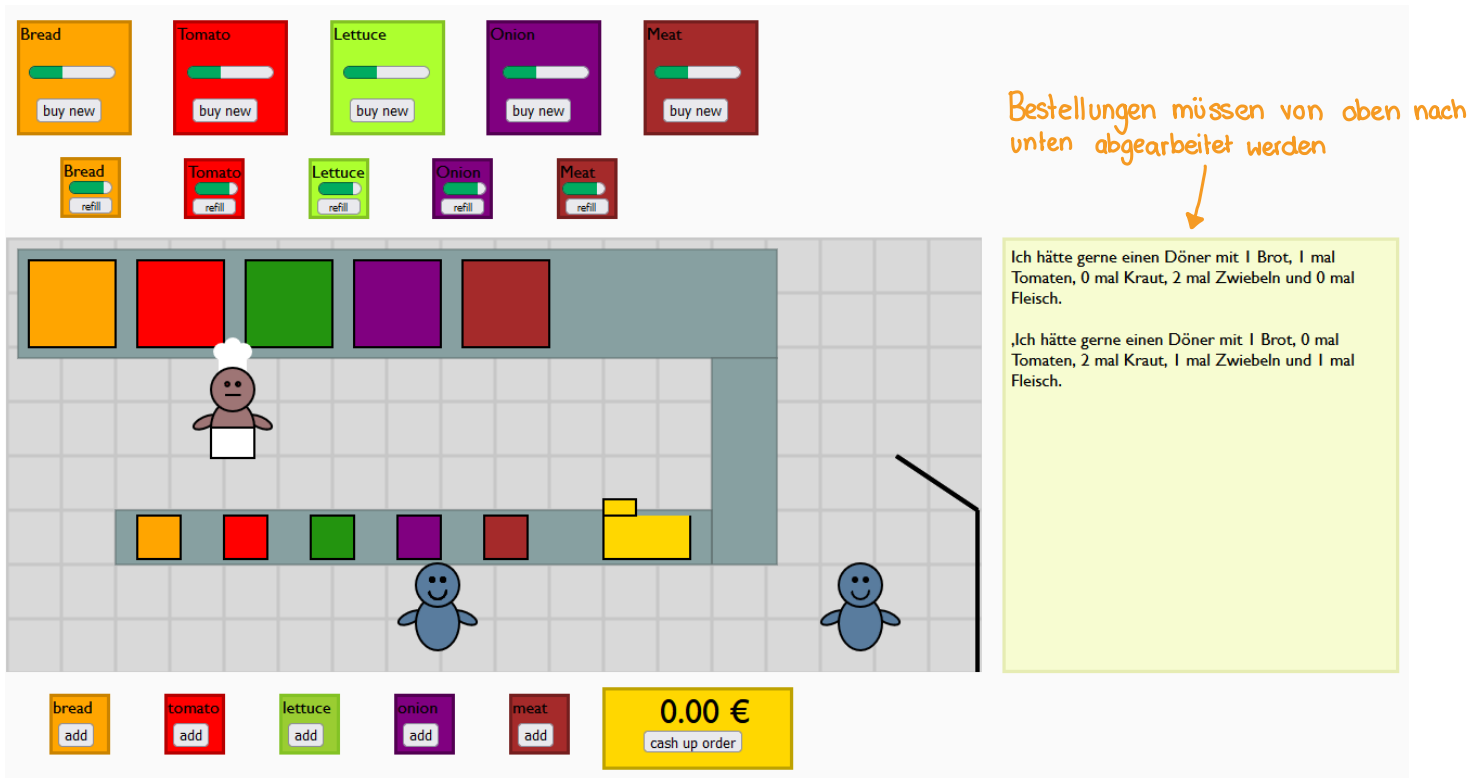 Bread Tomato Lettuce Onion Meat
buy new buy new buy new buy new buy new
Bestellungen müssen von oben nach
unten abgearbeitet werden
Bread Tomato Lettuce Onion Meat
refill refill refill refill refill
Ich hätte gerne einen Döner mit 1 Brot, 1 mal
Tomaten, 0 mal Kraut, 2 mal Zwiebeln und 0 mal
Fleisch.
,Ich hätte gerne einen Döner mit 1 Brot, 0 mal
Tomaten, 2 mal Kraut, 1 mal Zwiebeln und 1 mal
Fleisch.
bread tomato lettuce onion meat
add add add add add
0.00 €
cash up order